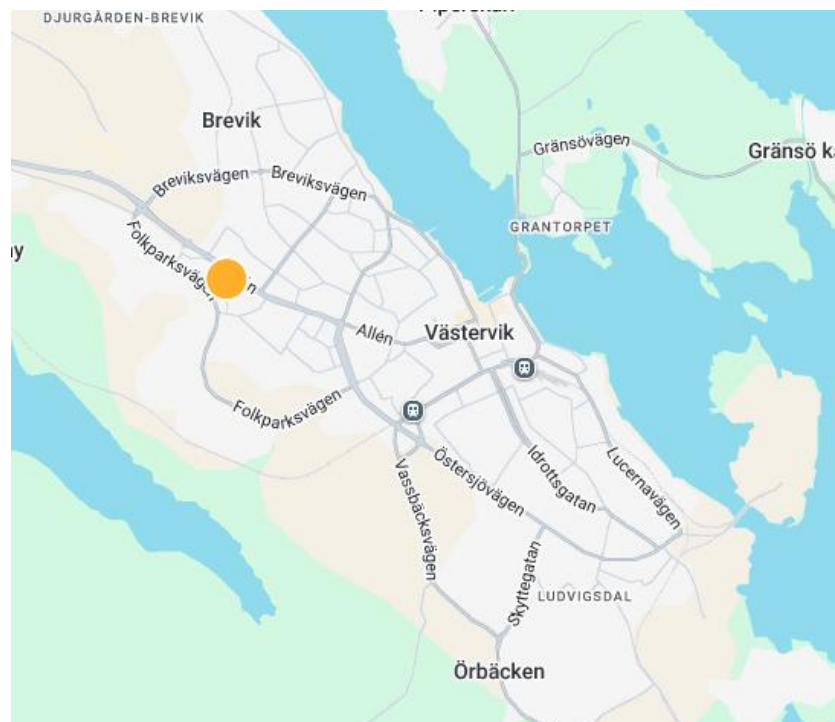 DJURGÅRDEN-BREVIK
Brevik
Gränsövägen
Gränsö
Breviksvägen
Breviksvägen
GRANTORPET
Folkparksvägen
Västervik
Allén
Folkparksvägen
Östersjövägen
Idrottsgatan
Lucernavägen
Vassbäcksvägen
Skyttegatan
LUDVIGSDAL
Örbäcken